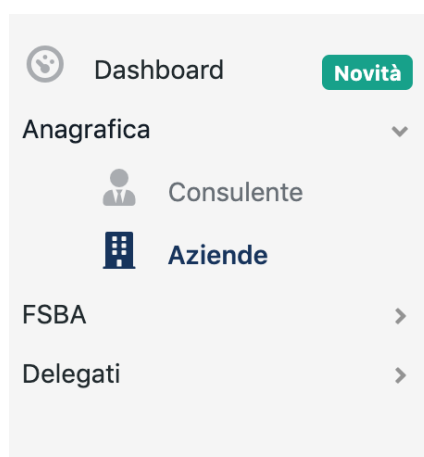 Dashboard Novità
Anagrafica
Consulente
Aziende
FSBA
Delegati